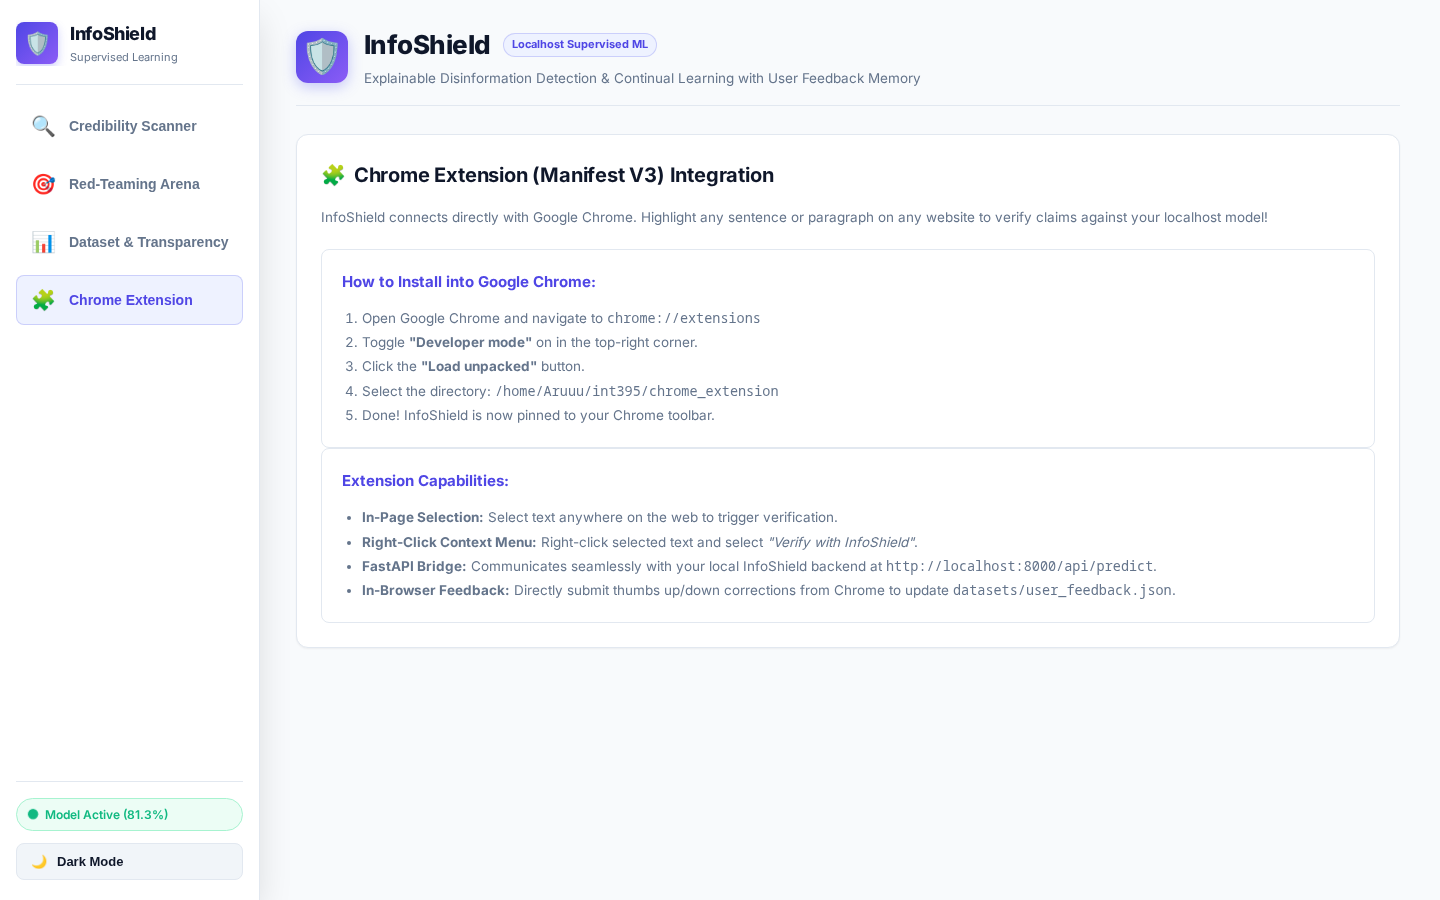 InfoShield
Supervised Learning
Credibility Scanner
Red-Teaming Arena
Dataset & Transparency
Chrome Extension
Model Active (81.3%)
Dark Mode
InfoShield
Localhost Supervised ML
Explainable Disinformation Detection & Continual Learning with User Feedback Memory
Chrome Extension (Manifest V3) Integration
InfoShield connects directly with Google Chrome. Highlight any sentence or paragraph on any website to verify claims against your localhost model!
How to Install into Google Chrome:
1. Open Google Chrome and navigate to chrome://extensions
2. Toggle "Developer mode" on in the top-right corner.
3. Click the "Load unpacked" button.
4. Select the directory: /home/Aruuu/int395/chrome_extension
5. Done! InfoShield is now pinned to your Chrome toolbar.
Extension Capabilities:
• In-Page Selection: Select text anywhere on the web to trigger verification.
• Right-Click Context Menu: Right-click selected text and select "Verify with InfoShield".
• FastAPI Bridge: Communicates seamlessly with your local InfoShield backend at http://localhost:8000/api/predict.
• In-Browser Feedback: Directly submit thumbs up/down corrections from Chrome to update datasets/user_feedback.json.